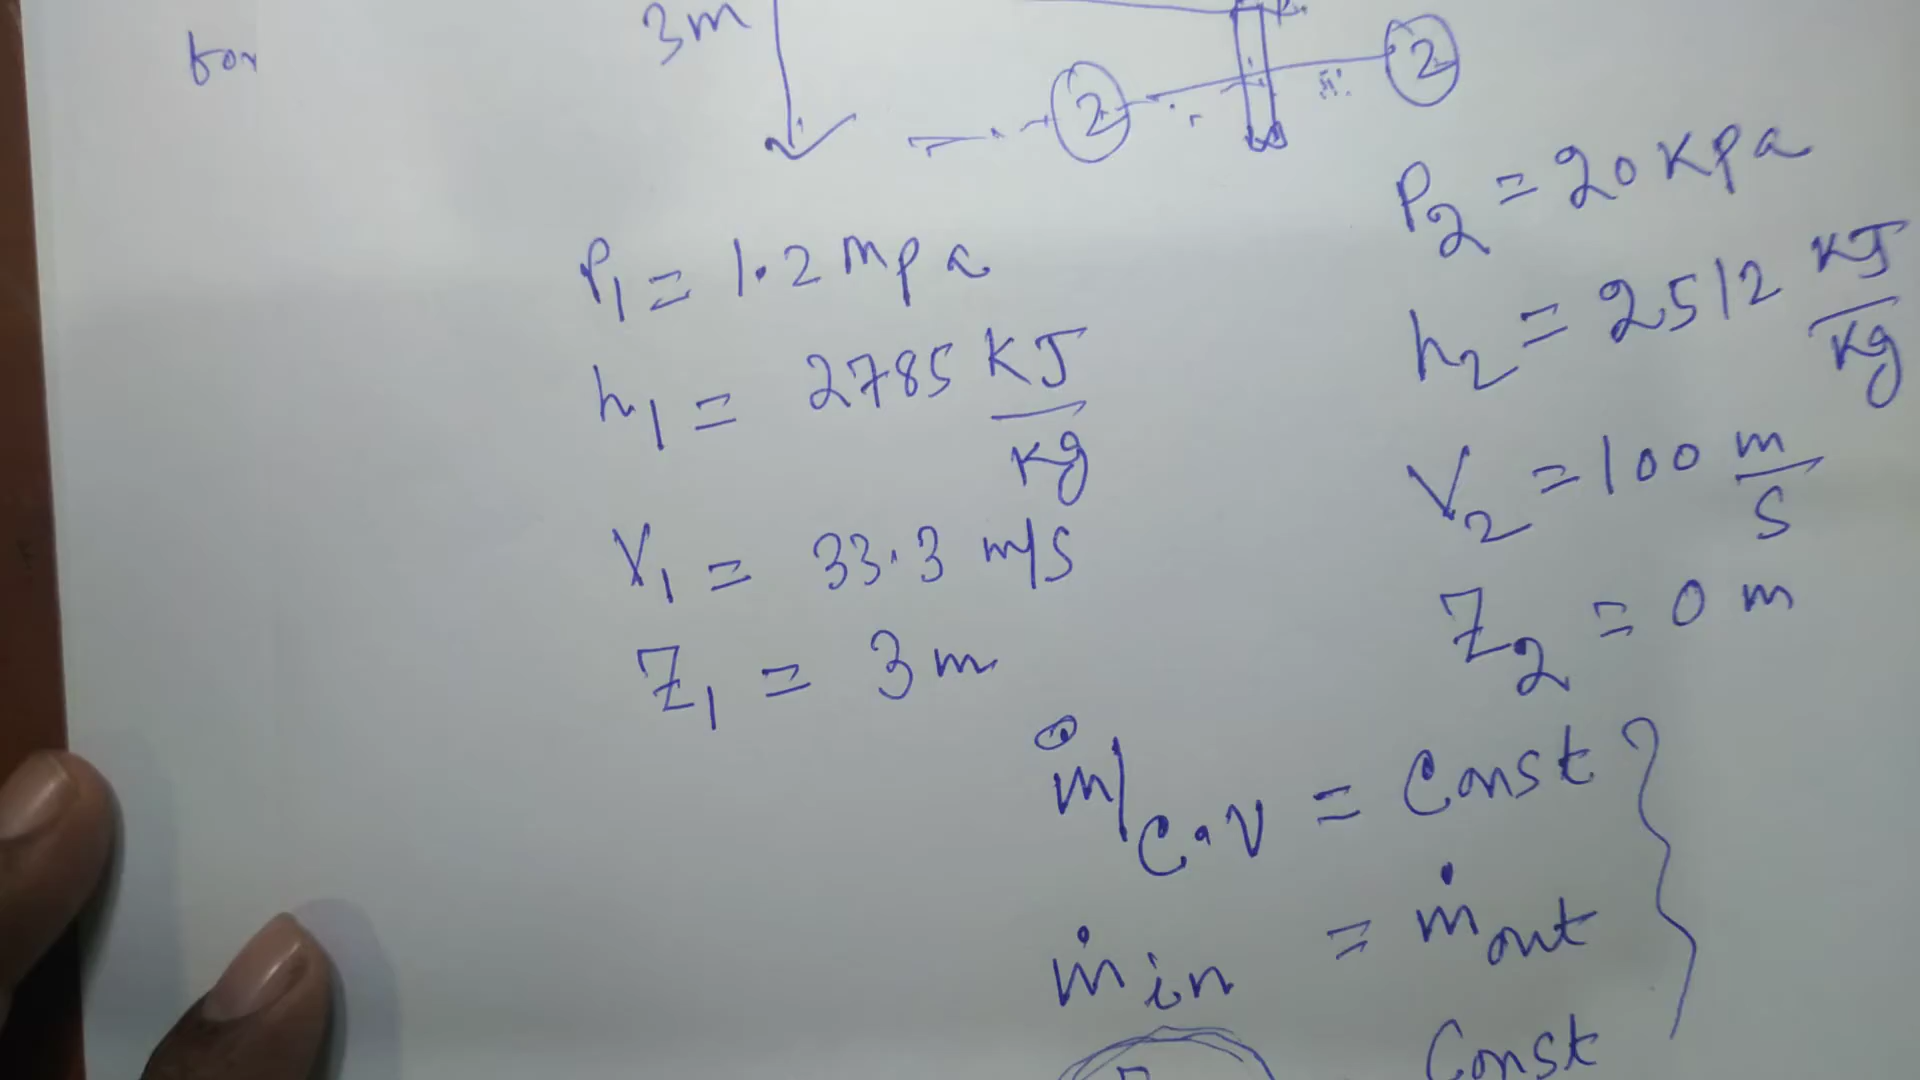 for
3m
2
2
P1 = 1.2 mpa
h1 = 2785 KJ/kg
V1 = 33.3 m/s
Z1 = 3 m
P2 = 20 Kpa
h2 = 2512 KJ/kg
V2 = 100 m/s
Z2 = 0 m
ṁ/C.V = Const
ṁin = ṁout
Const